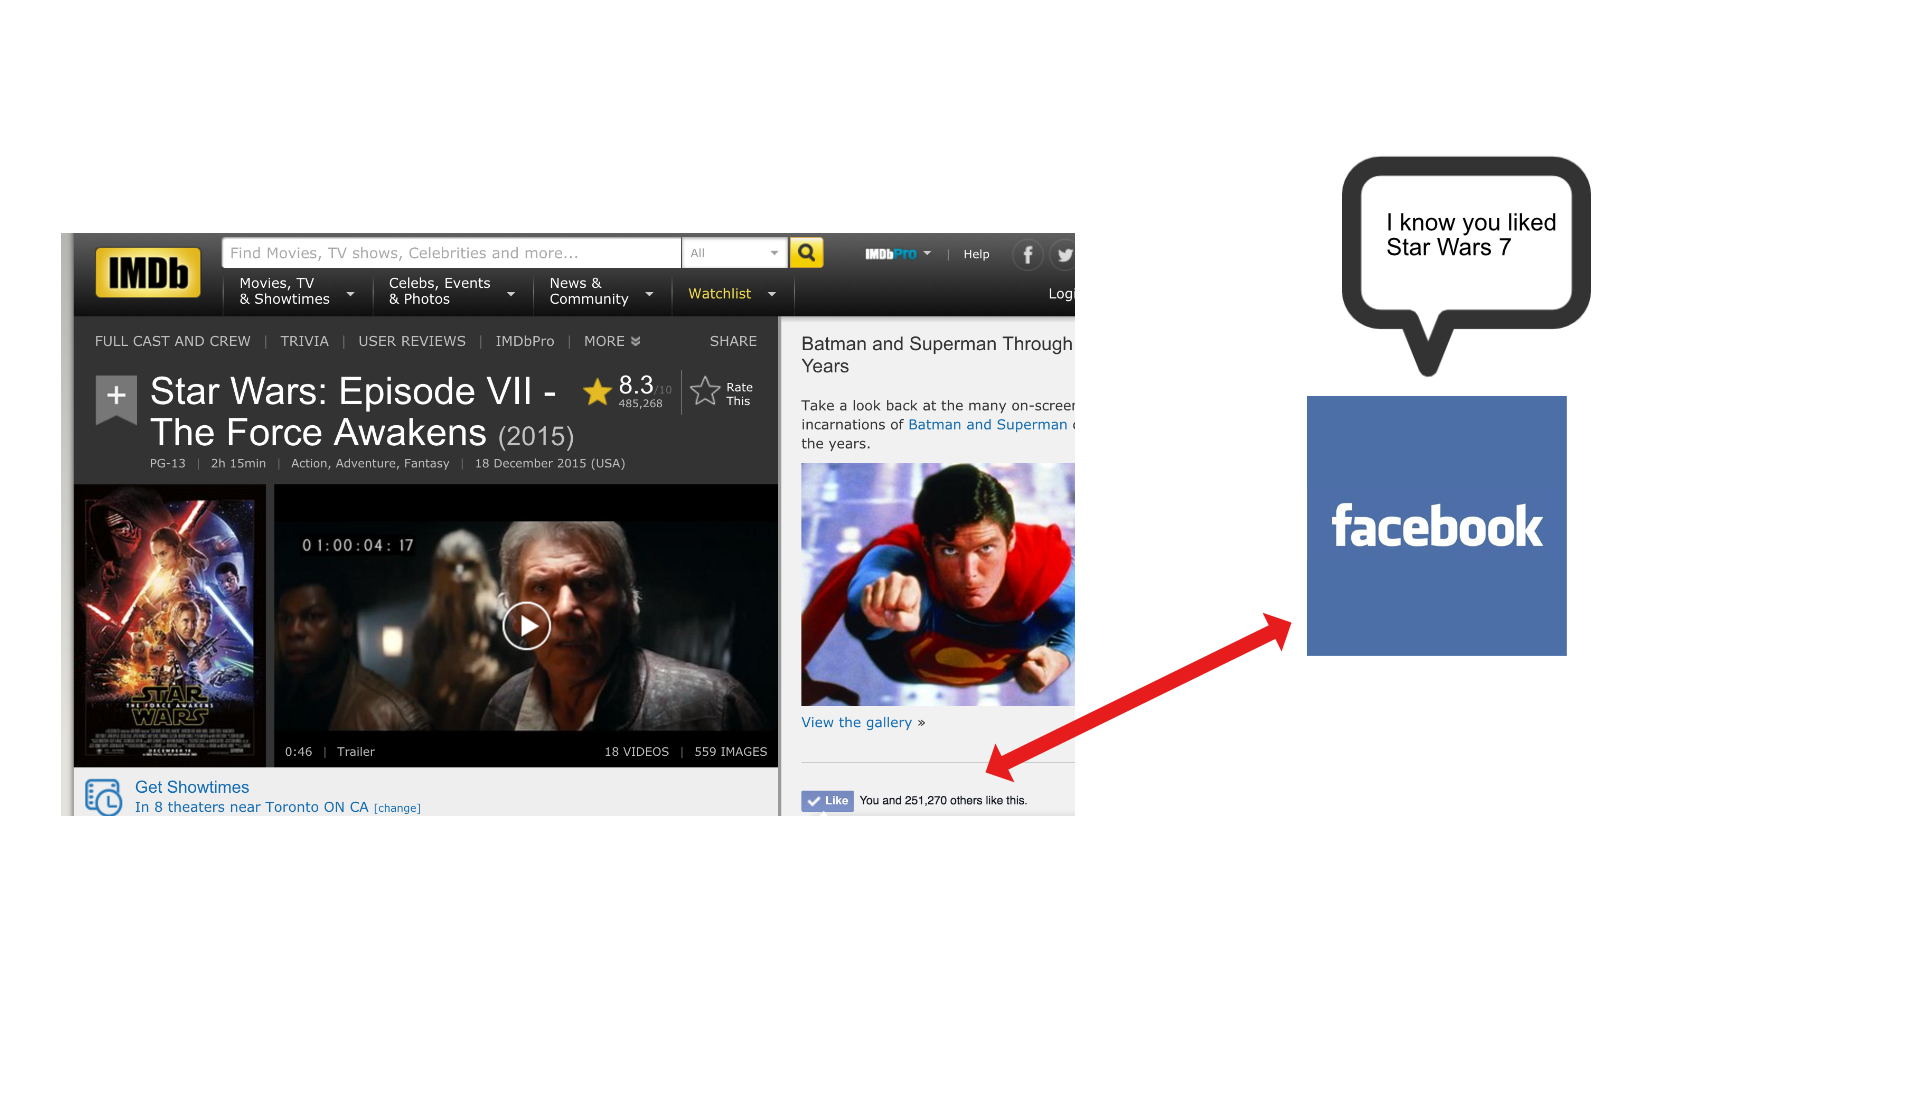 IMDb
Find Movies, TV shows, Celebrities and more...
All
IMDbPro | Help
Movies, TV
& Showtimes
Celebs, Events
& Photos
News &
Community
Watchlist
Logi
FULL CAST AND CREW | TRIVIA | USER REVIEWS | IMDbPro | MORE
SHARE
+ Star Wars: Episode VII -
The Force Awakens (2015)
8.3/10
485,268
Rate
This
PG-13 | 2h 15min | Action, Adventure, Fantasy | 18 December 2015 (USA)
STAR
THE FORCE AWAKENS
WARS
DECEMBER 18
01:00:04:17
0:46 | Trailer
18 VIDEOS | 559 IMAGES
Get Showtimes
In 8 theaters near Toronto ON CA [change]
Batman and Superman Through
Years
Take a look back at the many on-screen
incarnations of Batman and Superman
the years.
View the gallery »
Like You and 251,270 others like this.
I know you liked
Star Wars 7
facebook